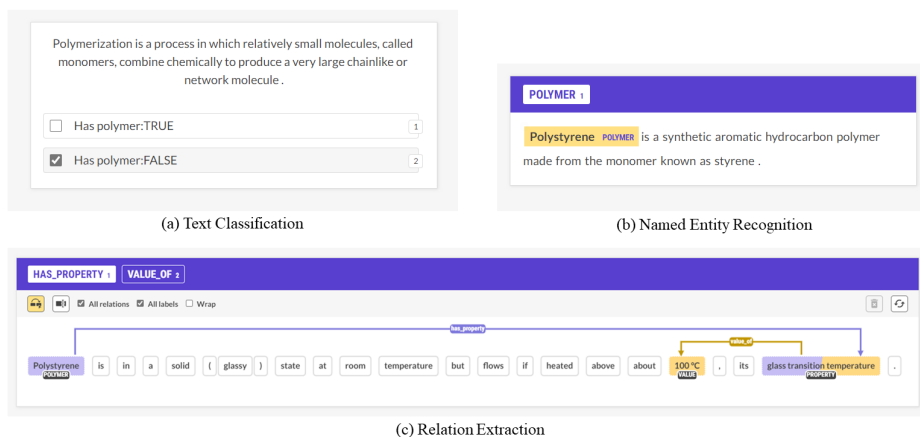 Polymerization is a process in which relatively small molecules, called
monomers, combine chemically to produce a very large chainlike or
network molecule .
Has polymer:TRUE 1
Has polymer:FALSE 2
(a) Text Classification
POLYMER 1
Polystyrene POLYMER is a synthetic aromatic hydrocarbon polymer
made from the monomer known as styrene .
(b) Named Entity Recognition
HAS_PROPERTY 1 VALUE_OF 2
All relations All labels Wrap
has_property
value_of
Polystyrene is in a solid ( glassy ) state at room temperature but flows if heated above about 100 °C , its glass transition temperature .
POLYMER VALUE PROPERTY
(c) Relation Extraction